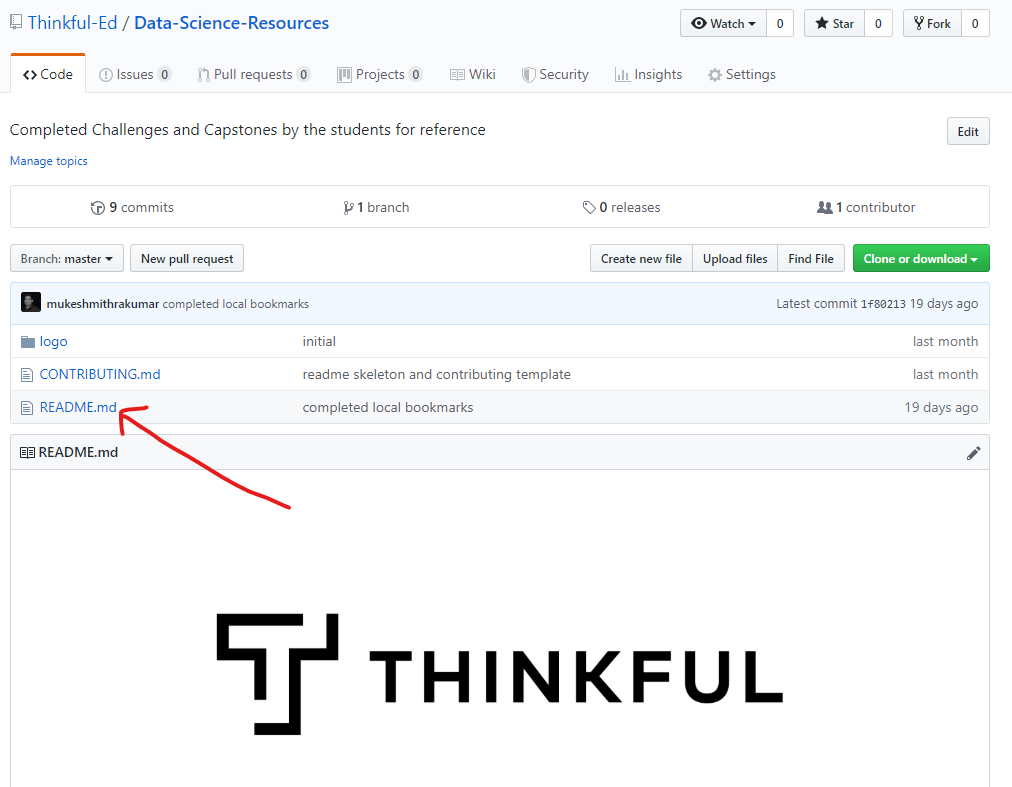 Thinkful-Ed / Data-Science-Resources
Watch 0 Star 0 Fork 0
Code Issues 0 Pull requests 0 Projects 0 Wiki Security Insights Settings
Completed Challenges and Capstones by the students for reference
Edit
Manage topics
9 commits 1 branch 0 releases 1 contributor
Branch: master New pull request Create new file Upload files Find File Clone or download
mukeshmithrakumar completed local bookmarks Latest commit 1f80213 19 days ago
logo initial last month
CONTRIBUTING.md readme skeleton and contributing template last month
README.md completed local bookmarks 19 days ago
README.md
THINKFUL